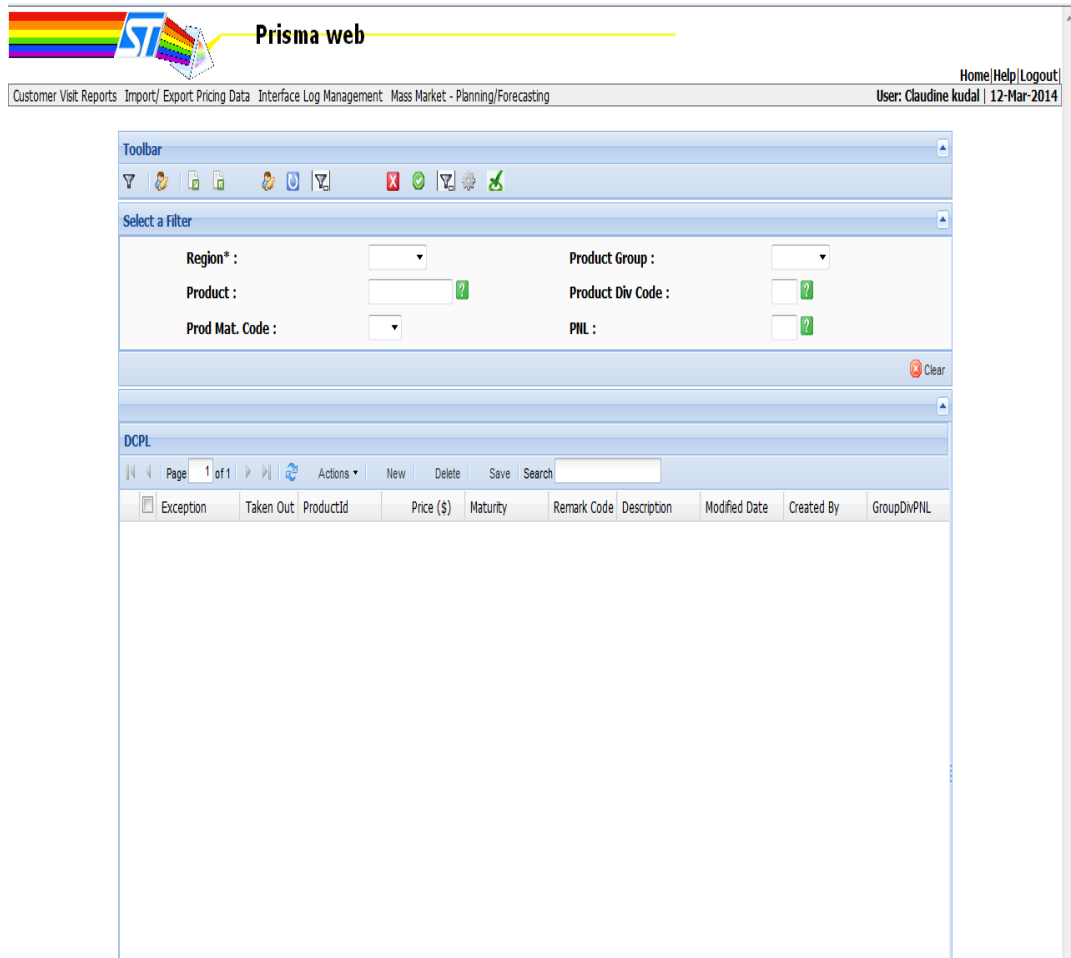 ST Prisma web
Home|Help|Logout|
Customer Visit Reports Import/ Export Pricing Data Interface Log Management Mass Market - Planning/Forecasting User: Claudine kudal | 12-Mar-2014
Toolbar
Select a Filter
Region* : Product Group :
Product : ? Product Div Code : ?
Prod Mat. Code : PNL : ?
Clear
DCPL
Page 1 of 1 Actions New Delete Save Search
Exception Taken Out ProductId Price ($) Maturity Remark Code Description Modified Date Created By GroupDivPNL